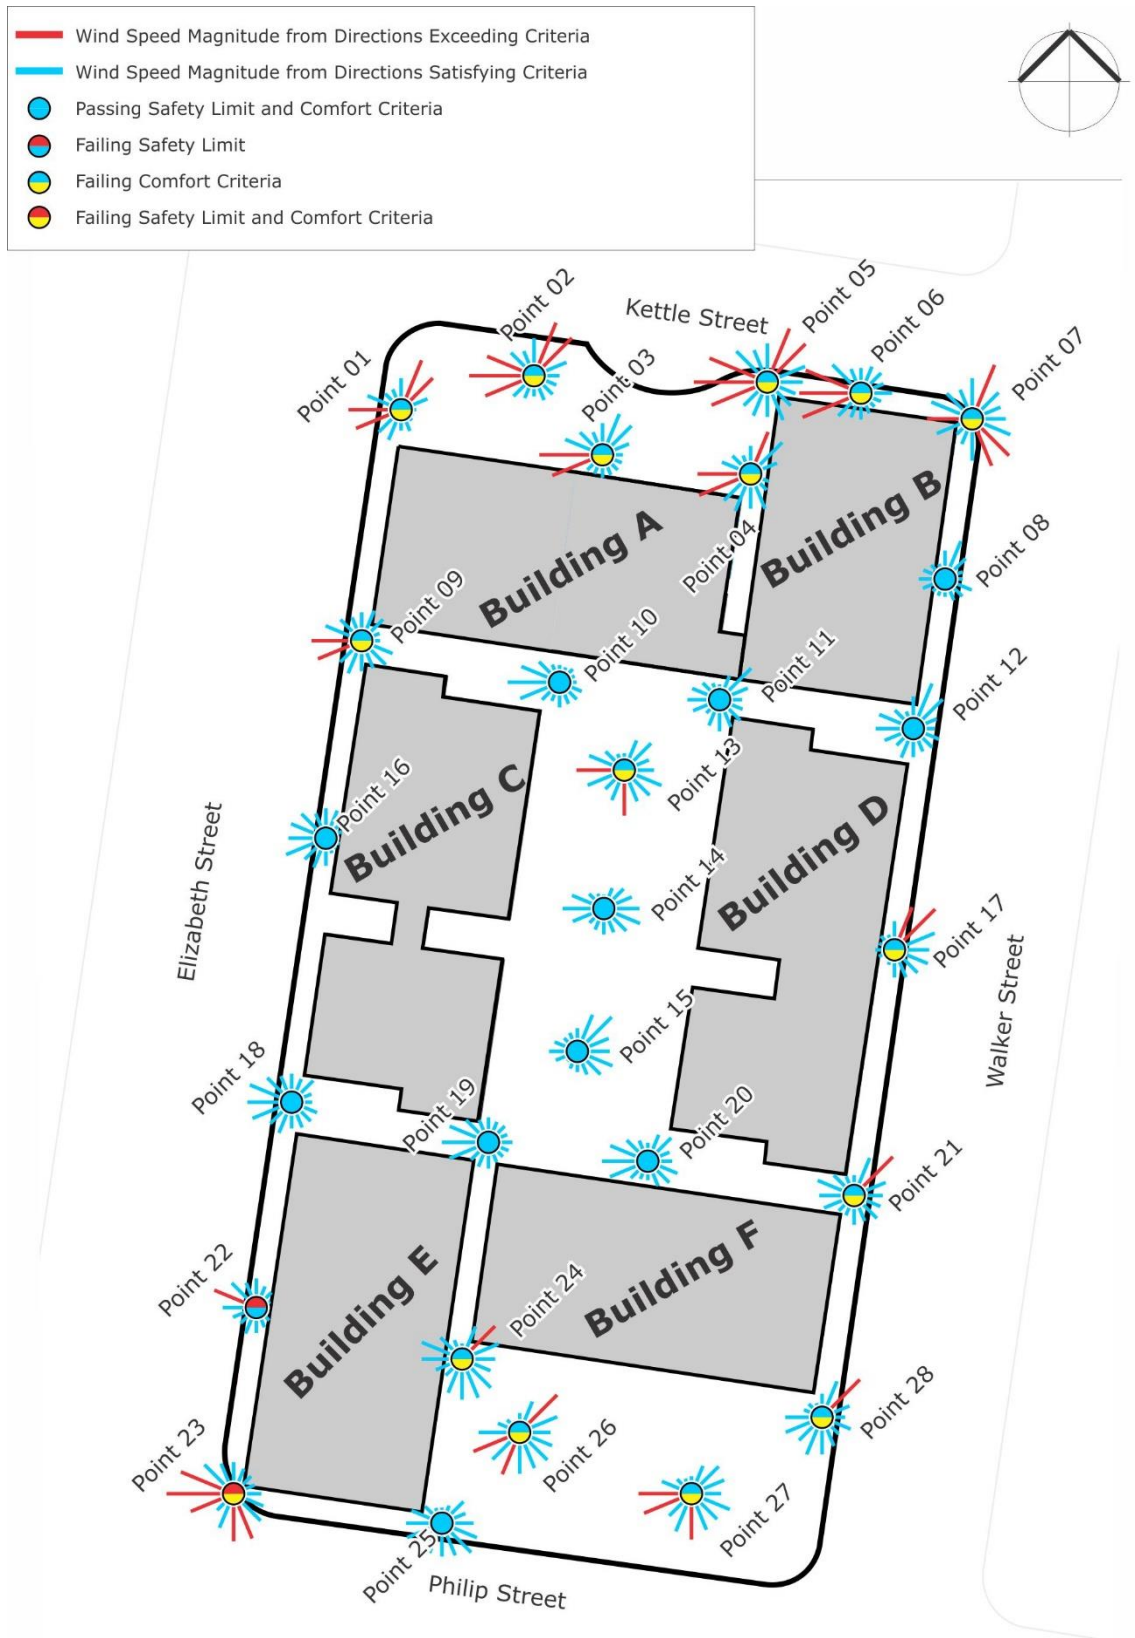 Wind Speed Magnitude from Directions Exceeding Criteria
Wind Speed Magnitude from Directions Satisfying Criteria
Passing Safety Limit and Comfort Criteria
Failing Safety Limit
Failing Comfort Criteria
Failing Safety Limit and Comfort Criteria
Kettle Street
Point 01
Point 02
Point 03
Point 04
Point 05
Point 06
Point 07
Building A
Building B
Point 08
Point 09
Point 10
Point 11
Point 12
Point 13
Building C
Building D
Point 14
Point 15
Point 16
Point 17
Elizabeth Street
Walker Street
Point 18
Point 19
Point 20
Point 21
Point 22
Building E
Building F
Point 23
Point 24
Point 25
Point 26
Point 27
Point 28
Philip Street